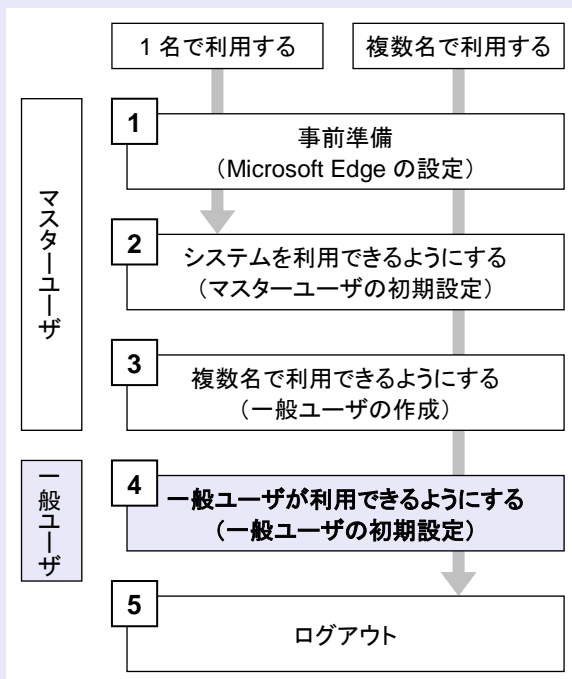 1 名で利用する
複数名で利用する
マスターユーザ
1
事前準備
（Microsoft Edge の設定）
2
システムを利用できるようにする
（マスターユーザの初期設定）
3
複数名で利用できるようにする
（一般ユーザの作成）
一般ユーザ
4
一般ユーザが利用できるようにする
（一般ユーザの初期設定）
5
ログアウト